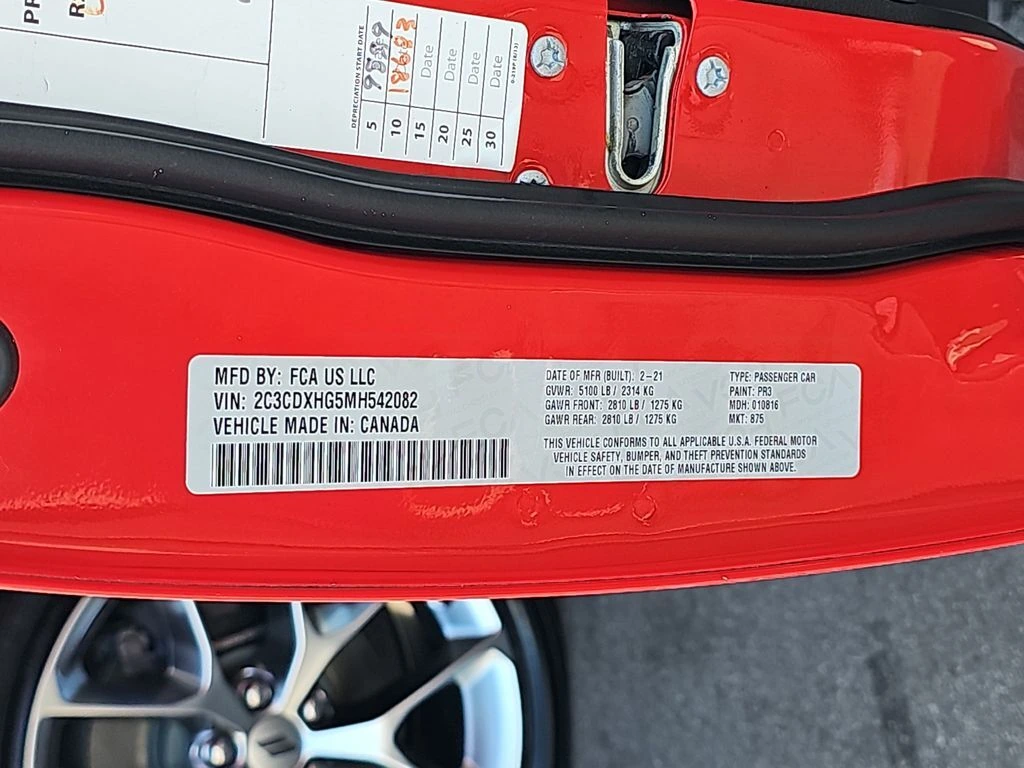 DEPRECIATION START DATE
5
10
15 Date
20 Date
25 Date
30 Date
MFD BY: FCA US LLC
VIN: 2C3CDXHG5MH542082
VEHICLE MADE IN: CANADA
DATE OF MFR (BUILT). 2-21
GVWR: 5100 LB / 2314 KG
GAWR FRONT: 2810 LB / 1275 KG
GAWR REAR: 2810 LB / 1275 KG
TYPE: PASSENGER CAR
PAINT: PR3
MDH: 010816
MKT: 875
THIS VEHICLE CONFORMS TO ALL APPLICABLE U.S.A. FEDERAL MOTOR
VEHICLE SAFETY, BUMPER, AND THEFT PREVENTION STANDARDS
IN EFFECT ON THE DATE OF MANUFACTURE SHOWN ABOVE.